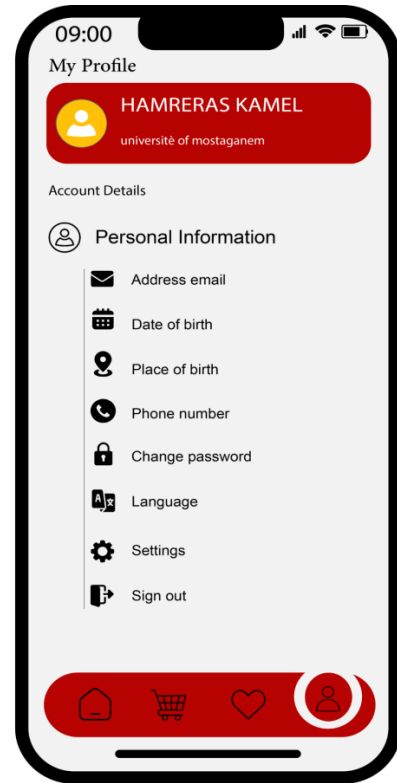 09:00
My Profile
HAMRERAS KAMEL
universitè of mostaganem
Account Details
Personal Information
Address email
Date of birth
Place of birth
Phone number
Change password
Language
Settings
Sign out